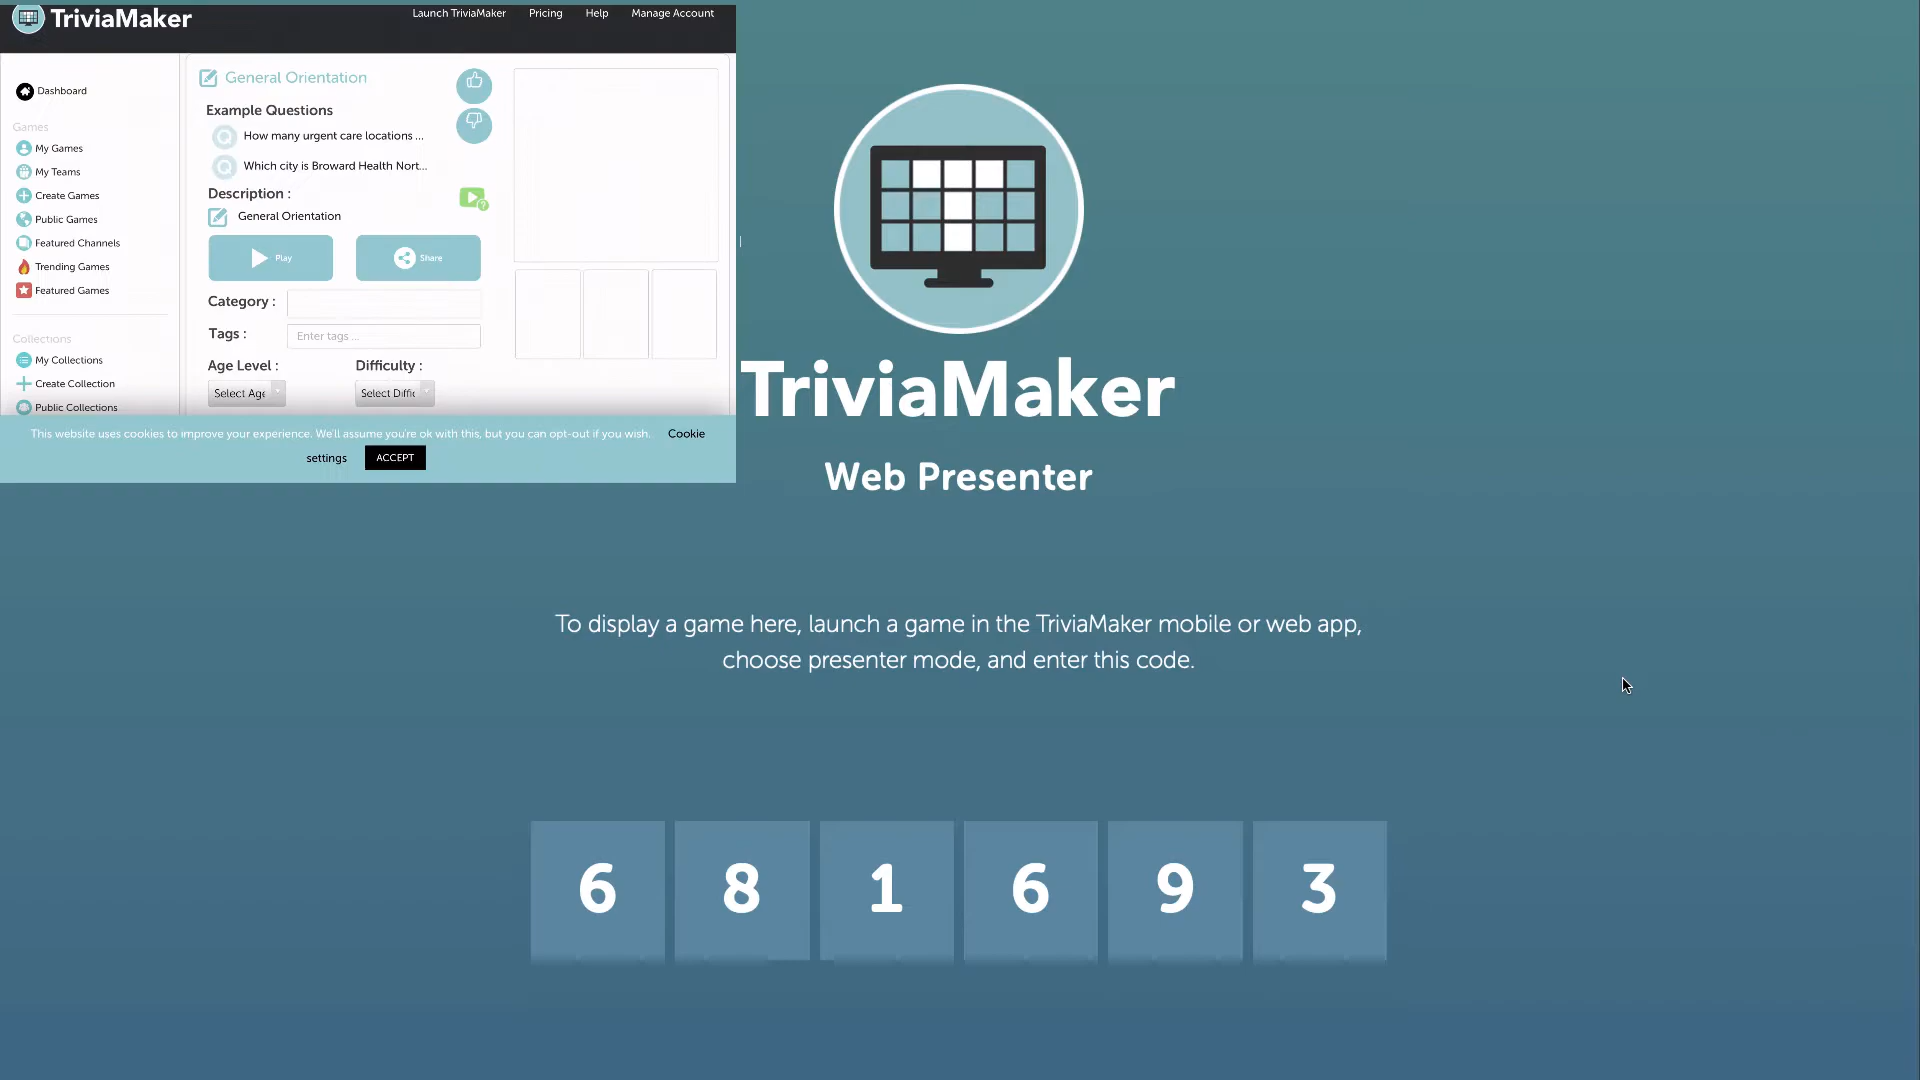 TriviaMaker
Launch TriviaMaker Pricing Help Manage Account
Dashboard
Games
My Games
My Teams
Create Games
Public Games
Featured Channels
Trending Games
Featured Games
Collections
My Collections
Create Collection
Public Collections
General Orientation
Example Questions
Q How many urgent care locations ...
Q Which city is Broward Health Nort...
Description :
General Orientation
Play Share
Category :
Tags : Enter tags ...
Age Level : Difficulty :
Select Age Select Diffic
This website uses cookies to improve your experience. We'll assume you're ok with this, but you can opt-out if you wish. Cookie
settings ACCEPT
TriviaMaker
Web Presenter
To display a game here, launch a game in the TriviaMaker mobile or web app,
choose presenter mode, and enter this code.
6 8 1 6 9 3